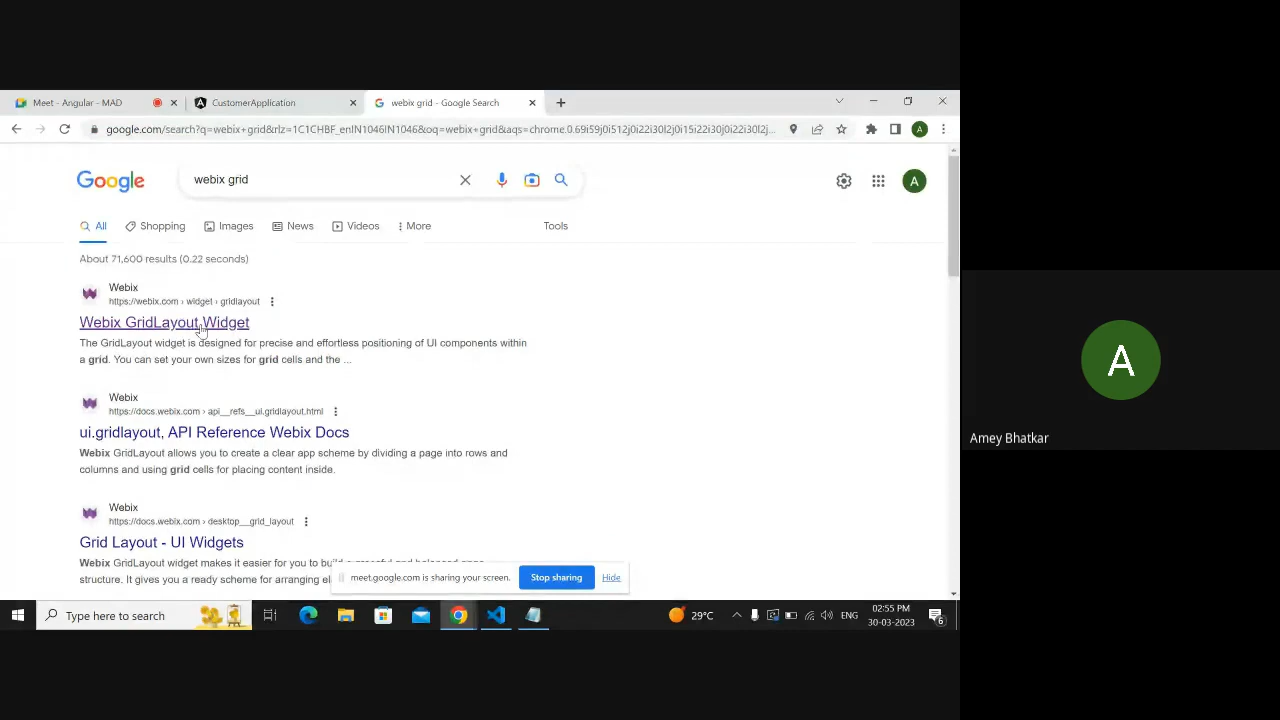 Meet - Angular - MAD
CustomerApplication
webix grid - Google Search
google.com/search?q=webix+grid&rlz=1C1CHBF_enIN1046IN1046&oq=webix+grid&aqs=chrome.0.69i59j0i512j0i22i30l2j0i15i22i30j0i22i30l2j...
A
Google
webix grid
A
All
Shopping
Images
News
Videos
More
Tools
About 71,600 results (0.22 seconds)
Webix
https://webix.com › widget › gridlayout
Webix GridLayout Widget
The GridLayout widget is designed for precise and effortless positioning of UI components within
a grid. You can set your own sizes for grid cells and the ...
Webix
https://docs.webix.com › api__refs__ui.gridlayout.html
ui.gridlayout, API Reference Webix Docs
Webix GridLayout allows you to create a clear app scheme by dividing a page into rows and
columns and using grid cells for placing content inside.
Webix
https://docs.webix.com › desktop__grid_layout
Grid Layout - UI Widgets
Webix GridLayout widget makes it easier for you to
structure. It gives you a ready scheme for arranging
meet.google.com is sharing your screen.
Stop sharing
Hide
Type here to search
29°C
ENG
02:55 PM
30-03-2023
6
A
Amey Bhatkar